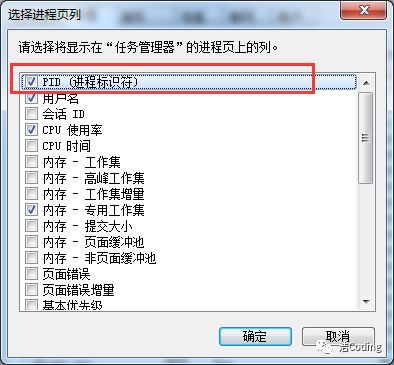 选择进程页列
请选择将显示在“任务管理器”的进程页上的列。
PID (进程标识符)
用户名
会话 ID
CPU 使用率
CPU 时间
内存 - 工作集
内存 - 高峰工作集
内存 - 工作集增量
内存 - 专用工作集
内存 - 提交大小
内存 - 页面缓冲池
内存 - 非页面缓冲池
页面错误
页面错误增量
基本优先级
确定
取消